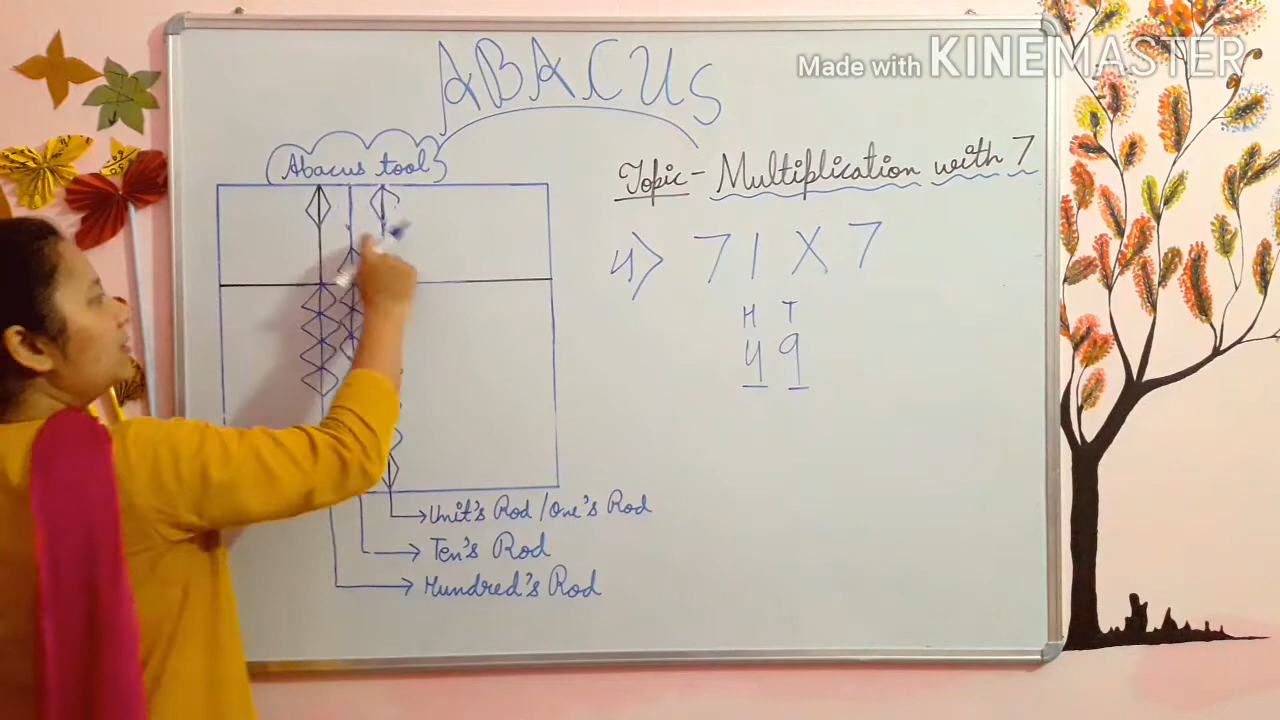 Made with KINEMASTER
ABACUS
Abacus tool
Topic - Multiplication with 7
4) 71 X 7
H T
4 9
Unit's Rod / One's Rod
Ten's Rod
Hundred's Rod